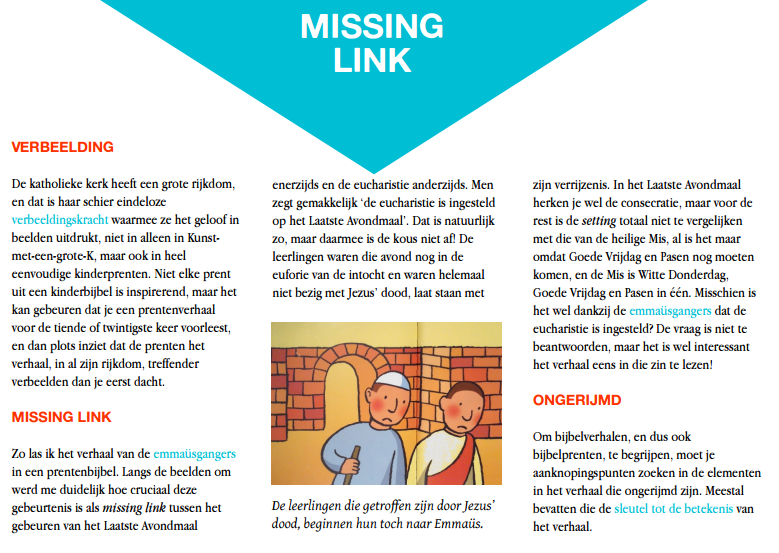 MISSING
LINK
VERBEELDING
De katholieke kerk heeft een grote rijkdom,
en dat is haar schier eindeloze
verbeeldingskracht waarmee ze het geloof in
beelden uitdrukt, niet in alleen in Kunst-
met-een-grote-K, maar ook in heel
eenvoudige kinderprenten. Niet elke prent
uit een kinderbijbel is inspirerend, maar het
kan gebeuren dat je een prentenverhaal
voor de tiende of twintigste keer voorleest,
en dan plots inziet dat de prenten het
verhaal, in al zijn rijkdom, treffender
verbeelden dan je eerst dacht.
MISSING LINK
Zo las ik het verhaal van de emmaüsgangers
in een prentenbijbel. Langs de beelden om
werd me duidelijk hoe cruciaal deze
gebeurtenis is als missing link tussen het
gebeuren van het Laatste Avondmaal
enerzijds en de eucharistie anderzijds. Men
zegt gemakkelijk ‘de eucharistie is ingesteld
op het Laatste Avondmaal’. Dat is natuurlijk
zo, maar daarmee is de kous niet af! De
leerlingen waren die avond nog in de
euforie van de intocht en waren helemaal
niet bezig met Jezus’ dood, laat staan met
De leerlingen die getroffen zijn door Jezus’
dood, beginnen hun toch naar Emmaüs.
zijn verrijzenis. In het Laatste Avondmaal
herken je wel de consecratie, maar voor de
rest is de setting totaal niet te vergelijken
met die van de heilige Mis, al is het maar
omdat Goede Vrijdag en Pasen nog moeten
komen, en de Mis is Witte Donderdag,
Goede Vrijdag en Pasen in één. Misschien is
het wel dankzij de emmaüsgangers dat de
eucharistie is ingesteld? De vraag is niet te
beantwoorden, maar het is wel interessant
het verhaal eens in die zin te lezen!
ONGERIJMD
Om bijbelverhalen, en dus ook
bijbelprenten, te begrijpen, moet je
aanknopingspunten zoeken in de elementen
in het verhaal die ongerijmd zijn. Meestal
bevatten die de sleutel tot de betekenis van
het verhaal.